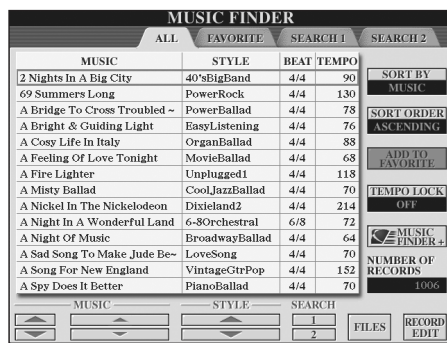 MUSIC FINDER
ALL FAVORITE SEARCH 1 SEARCH 2
MUSIC STYLE BEAT TEMPO
2 Nights In A Big City 40'sBigBand 4/4 90
69 Summers Long PowerRock 4/4 130
A Bridge To Cross Troubled ~ PowerBallad 4/4 78
A Bright & Guiding Light EasyListening 4/4 76
A Cosy Life In Italy OrganBallad 4/4 88
A Feeling Of Love Tonight MovieBallad 4/4 68
A Fire Lighter Unplugged1 4/4 118
A Misty Ballad CoolJazzBallad 4/4 70
A Nickel In The Nickelodeon Dixieland2 4/4 214
A Night In A Wonderful Land 6-8Orchestral 6/8 72
A Night Of Music BroadwayBallad 4/4 64
A Sad Song To Make Jude Be~ LoveSong 4/4 70
A Song For New England VintageGtrPop 4/4 152
A Spy Does It Better PianoBallad 4/4 70
SORT BY
MUSIC
SORT ORDER
ASCENDING
ADD TO
FAVORITE
TEMPO LOCK
OFF
MUSIC
FINDER+
NUMBER OF
RECORDS
1006
MUSIC STYLE SEARCH
1
2
FILES
RECORD
EDIT